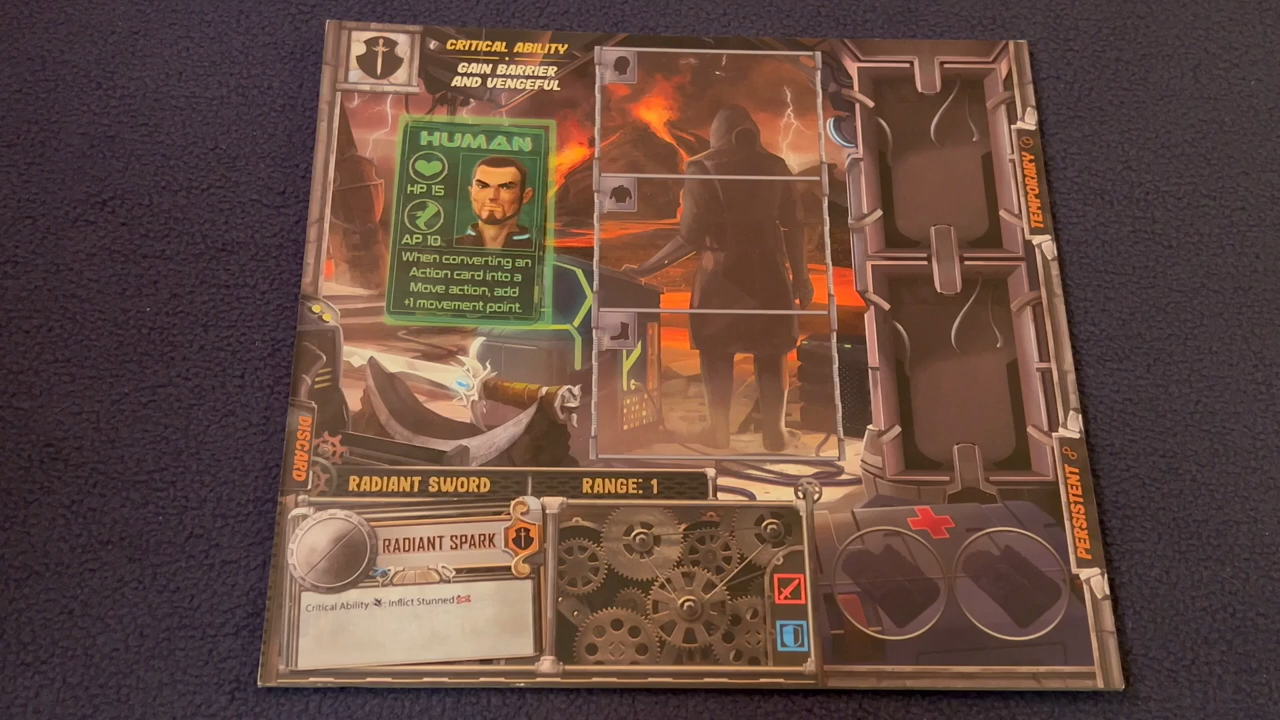 CRITICAL ABILITY
GAIN BARRIER
AND VENGEFUL
HUMAN
HP 15
AP 10
When converting an
Action card into a
Move action, add
+1 movement point.
TEMPORARY
DISCARD
PERSISTENT
RADIANT SWORD
RANGE: 1
RADIANT SPARK
Critical Ability : Inflict Stunned